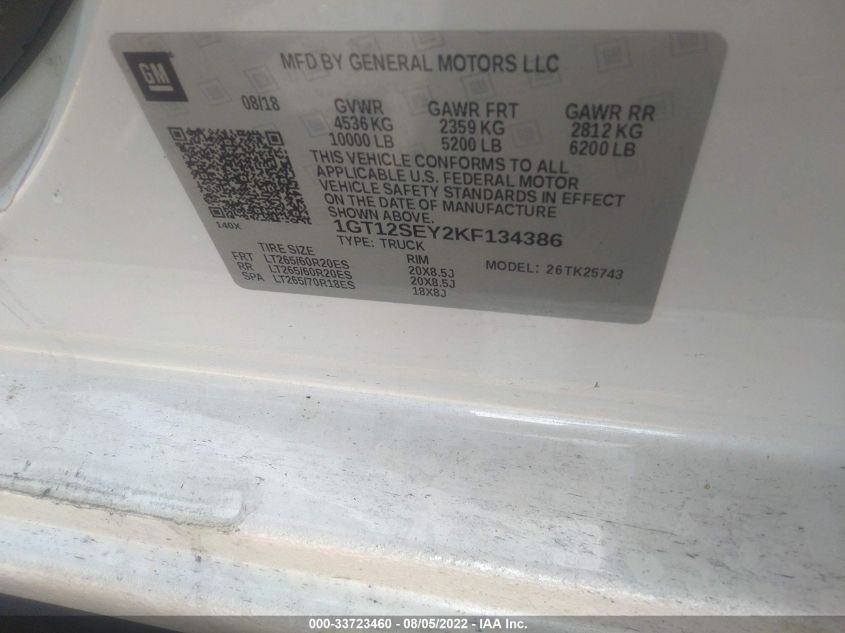 GM
MFD BY GENERAL MOTORS LLC
08/18 GVWR GAWR FRT GAWR RR
4536 KG 2359 KG 2812 KG
10000 LB 5200 LB 6200 LB
THIS VEHICLE CONFORMS TO ALL
APPLICABLE U.S. FEDERAL MOTOR
VEHICLE SAFETY STANDARDS IN EFFECT
ON THE DATE OF MANUFACTURE
SHOWN ABOVE.
140X
1GT12SEY2KF134386
TYPE: TRUCK
TIRE SIZE RIM MODEL: 26TK25743
FRT LT265/60R20ES 20X8.5J
RR LT265/60R20ES 20X8.5J
SPA LT265/70R18ES 18X8J
000-33723460 - 08/05/2022 - IAA Inc.